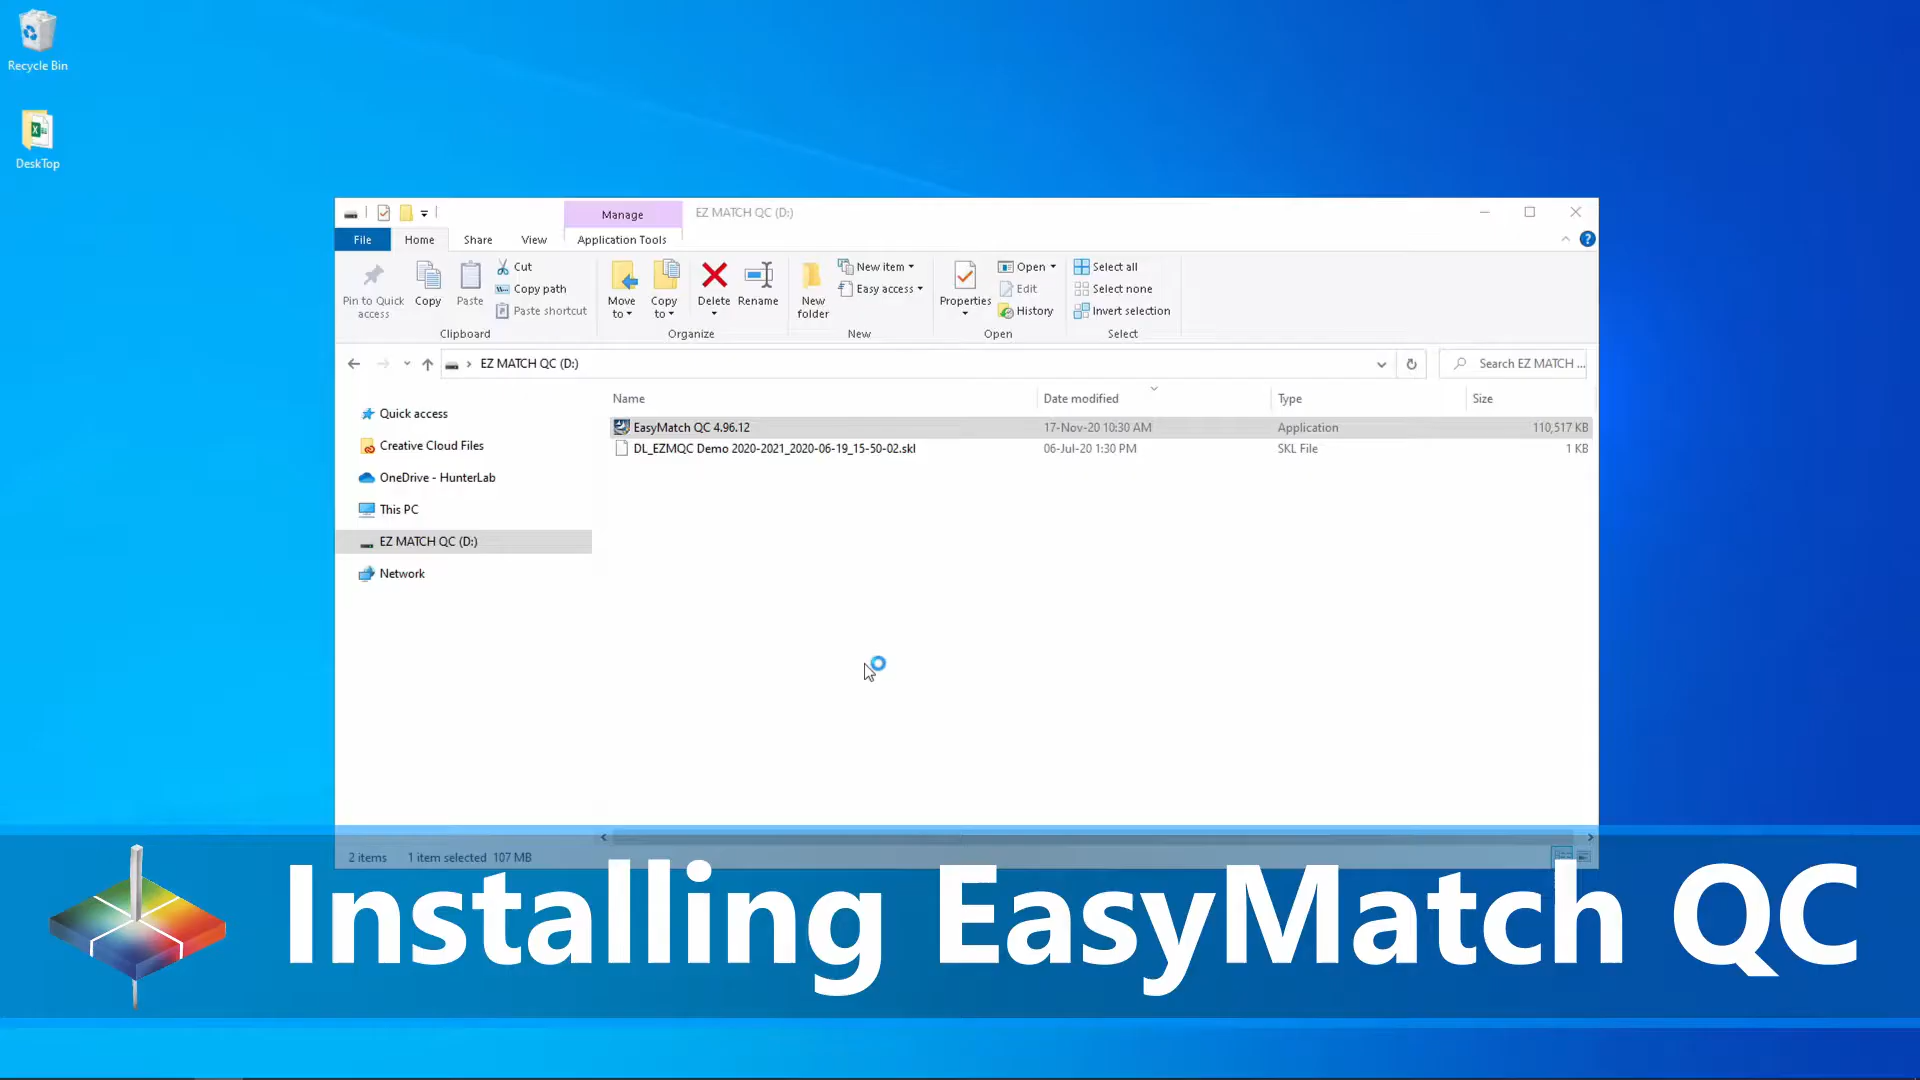 Recycle Bin
DeskTop
Manage
EZ MATCH QC (D:)
File
Home
Share
View
Application Tools
?
Pin to Quick
access
Copy
Paste
Cut
Copy path
Paste shortcut
Clipboard
Move
to
Copy
to
Delete
Rename
Organize
New
folder
New item
Easy access
New
Properties
Open
Edit
History
Open
Select all
Select none
Invert selection
Select
EZ MATCH QC (D:)
Search EZ MATCH ...
Quick access
Creative Cloud Files
OneDrive - HunterLab
This PC
EZ MATCH QC (D:)
Network
Name
Date modified
Type
Size
EasyMatch QC 4.96.12
17-Nov-20 10:30 AM
Application
110,517 KB
DL_EZMQC Demo 2020-2021_2020-06-19_15-50-02.skl
06-Jul-20 1:30 PM
SKL File
1 KB
2 items
1 item selected 107 MB
Installing EasyMatch QC